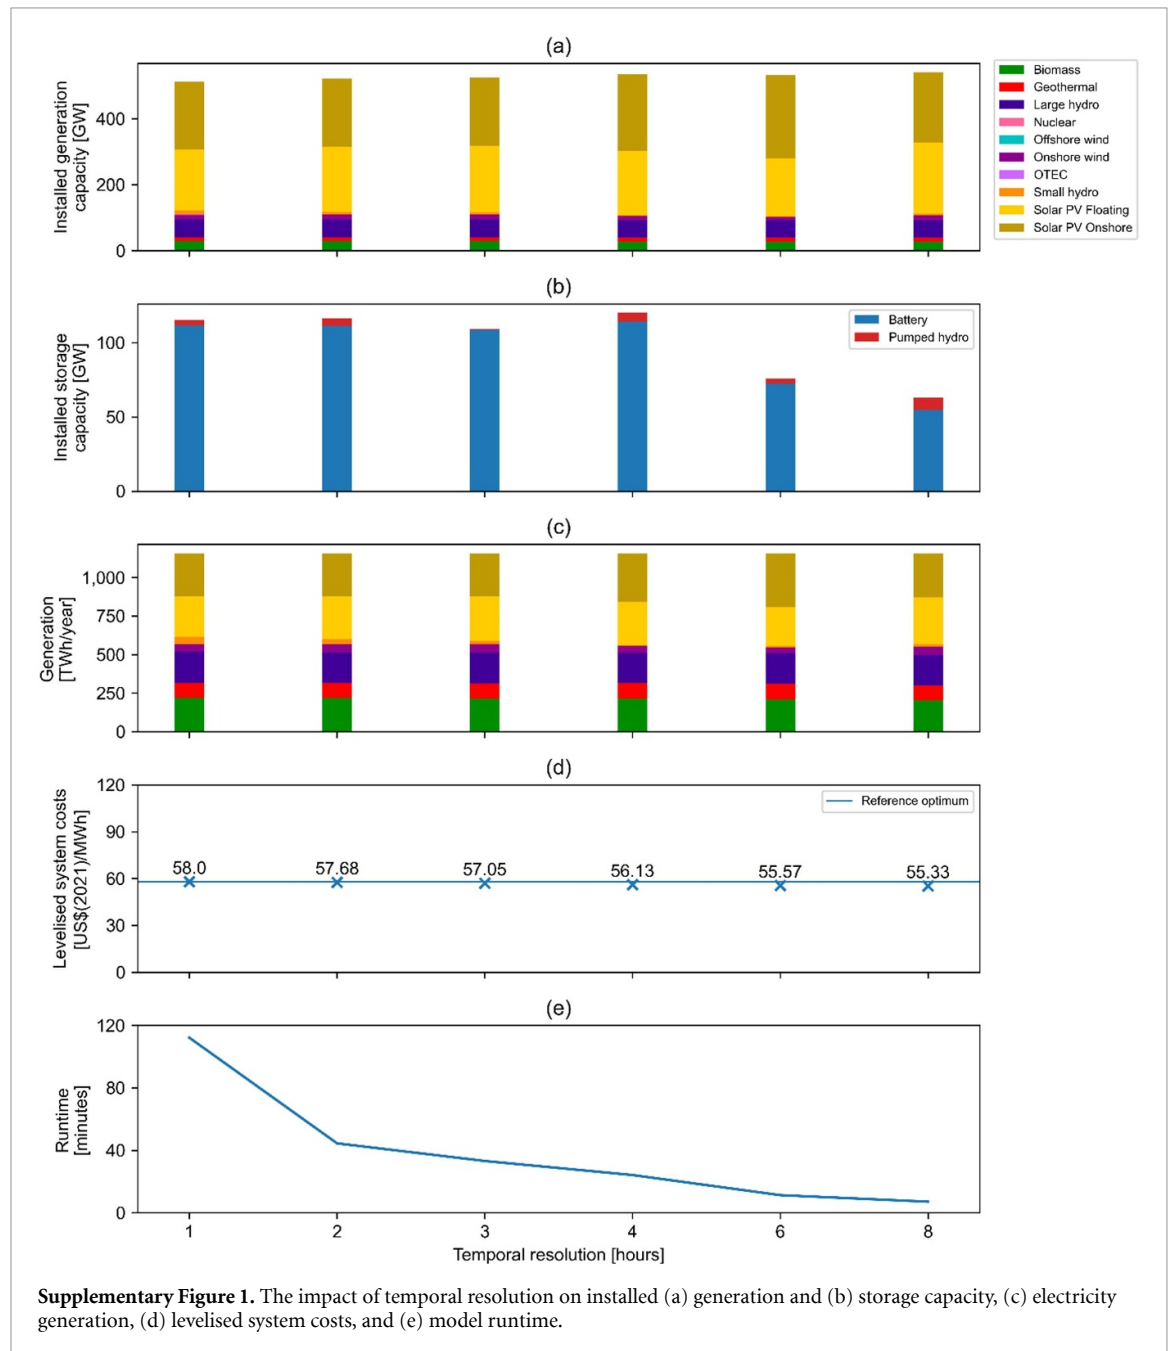 (a)
Installed generation
capacity [GW]
400
200
0
Biomass
Geothermal
Large hydro
Nuclear
Offshore wind
Onshore wind
OTEC
Small hydro
Solar PV Floating
Solar PV Onshore
(b)
Installed storage
capacity [GW]
100
50
0
Battery
Pumped hydro
(c)
Generation
[TWh/year]
1,000
750
500
250
0
(d)
Levelised system costs
[US$(2021)/MWh]
120
90
60
30
0
Reference optimum
58.0
57.68
57.05
56.13
55.57
55.33
(e)
Runtime
[minutes]
120
80
40
0
1
2
3
4
6
8
Temporal resolution [hours]
Supplementary Figure 1. The impact of temporal resolution on installed (a) generation and (b) storage capacity, (c) electricity
generation, (d) levelised system costs, and (e) model runtime.